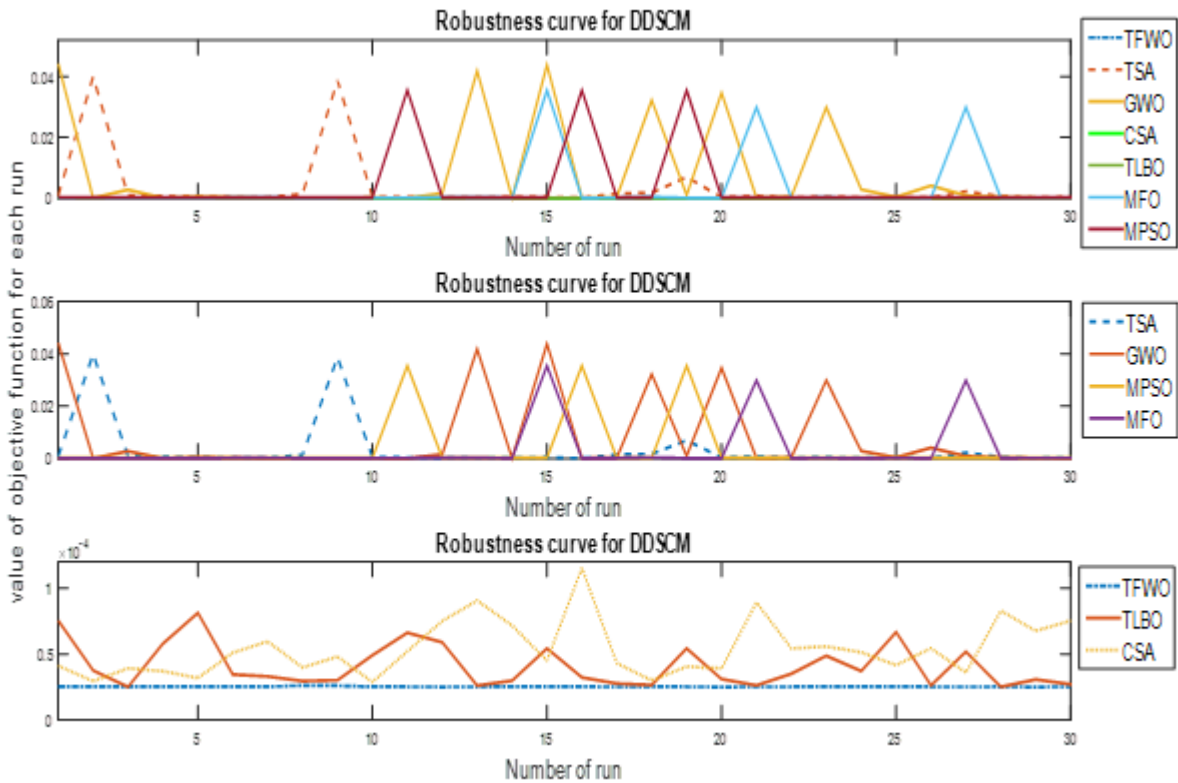 Robustness curve for DDSCM
0.04
0.02
0
5
10
15
20
25
30
Number of run
TFWO
TSA
GWO
CSA
TLBO
MFO
MPSO
value of objective function for each run
Robustness curve for DDSCM
0.06
0.04
0.02
0
5
10
15
20
25
30
Number of run
TSA
GWO
MPSO
MFO
Robustness curve for DDSCM
×10⁻⁴
1
0.5
0
5
10
15
20
25
30
Number of run
TFWO
TLBO
CSA